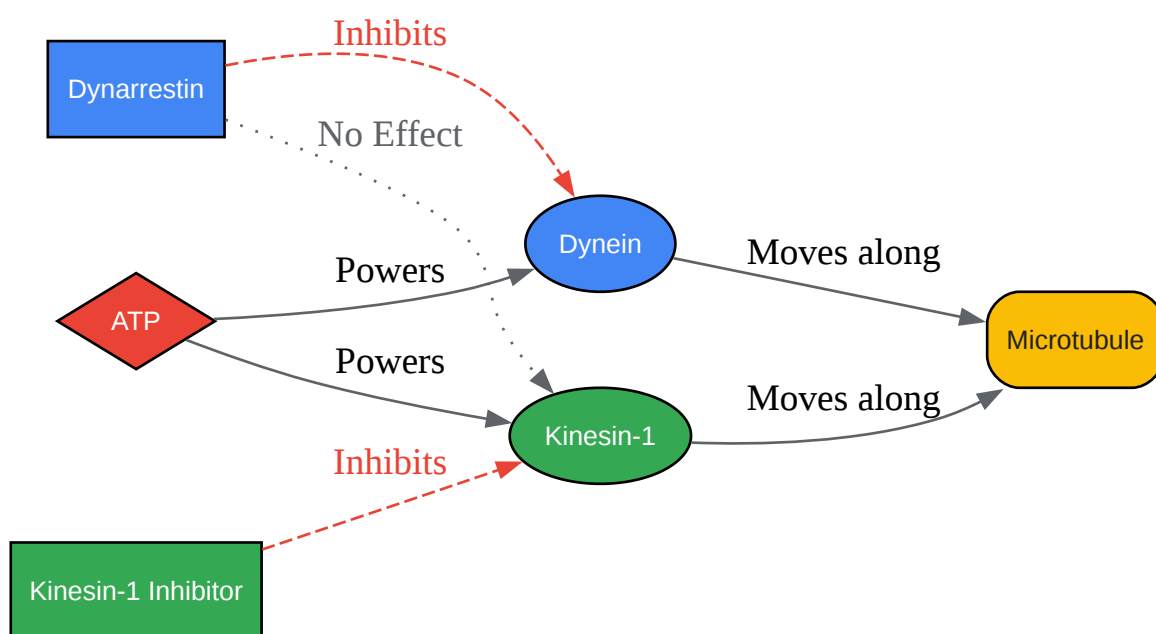 Inhibits
Dynarrestin
No Effect
Dynein
Powers
Moves along
ATP
Microtubule
Powers
Moves along
Kinesin-1
Inhibits
Kinesin-1 Inhibitor